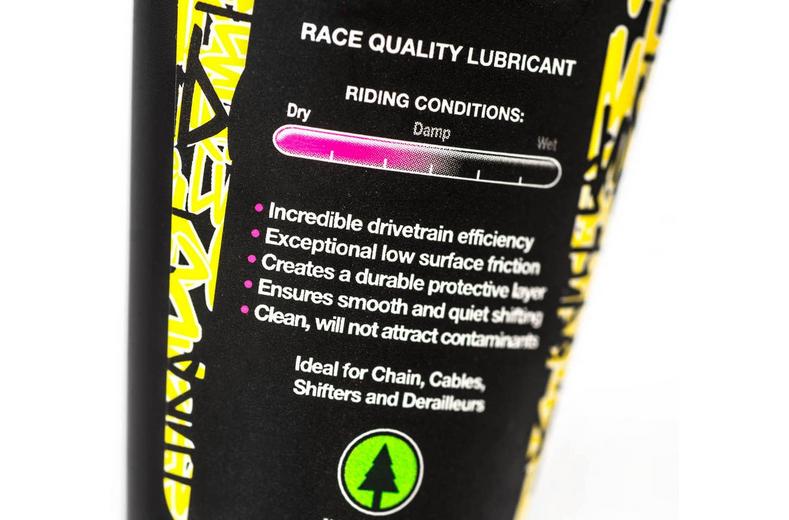 RACE QUALITY LUBRICANT
RIDING CONDITIONS:
Dry Damp Wet
• Incredible drivetrain efficiency
• Exceptional low surface friction
• Creates a durable protective layer
• Ensures smooth and quiet shifting
• Clean, will not attract contaminants
Ideal for Chain, Cables,
Shifters and Derailleurs